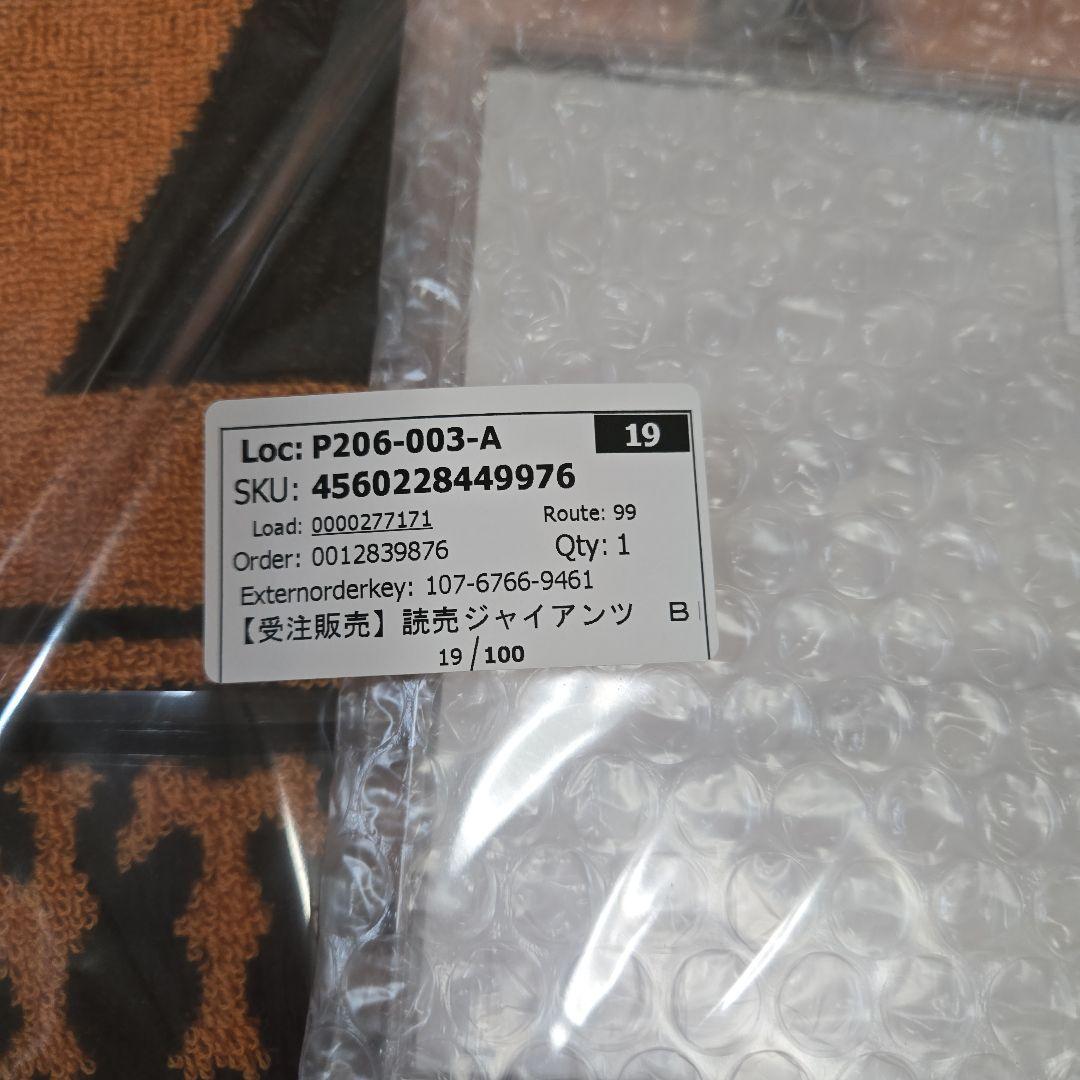 Loc: P206-003-A 19
SKU: 4560228449976
Load: 0000277171 Route: 99
Order: 0012839876 Qty: 1
Externorderkey: 107-6766-9461
【受注販売】読売ジャイアンツ B
19/100